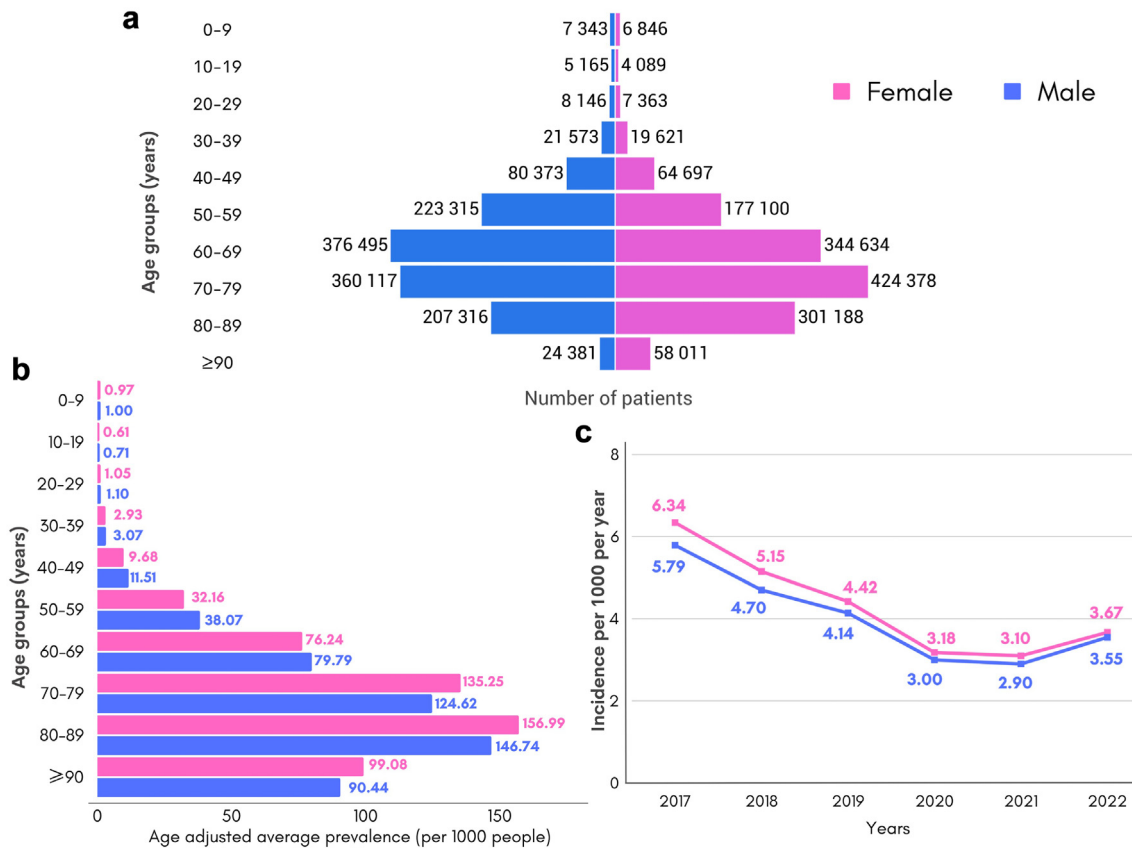 a
Age groups (years)
0–9 7 343 6 846
10–19 5 165 4 089
20–29 8 146 7 363
30–39 21 573 19 621
40–49 80 373 64 697
50–59 223 315 177 100
60–69 376 495 344 634
70–79 360 117 424 378
80–89 207 316 301 188
≥90 24 381 58 011
Number of patients
Female Male
b
Age groups (years)
0–9
0.97
1.00
10–19
0.61
0.71
20–29
1.05
1.10
30–39
2.93
3.07
40–49
9.68
11.51
50–59
32.16
38.07
60–69
76.24
79.79
70–79
135.25
124.62
80–89
156.99
146.74
≥90
99.08
90.44
0 50 100 150
Age adjusted average prevalence (per 1000 people)
c
Incidence per 1000 per year
8
6
4
2
0
6.34 5.15 4.42 3.18 3.10 3.67
5.79 4.70 4.14 3.00 2.90 3.55
2017 2018 2019 2020 2021 2022
Years